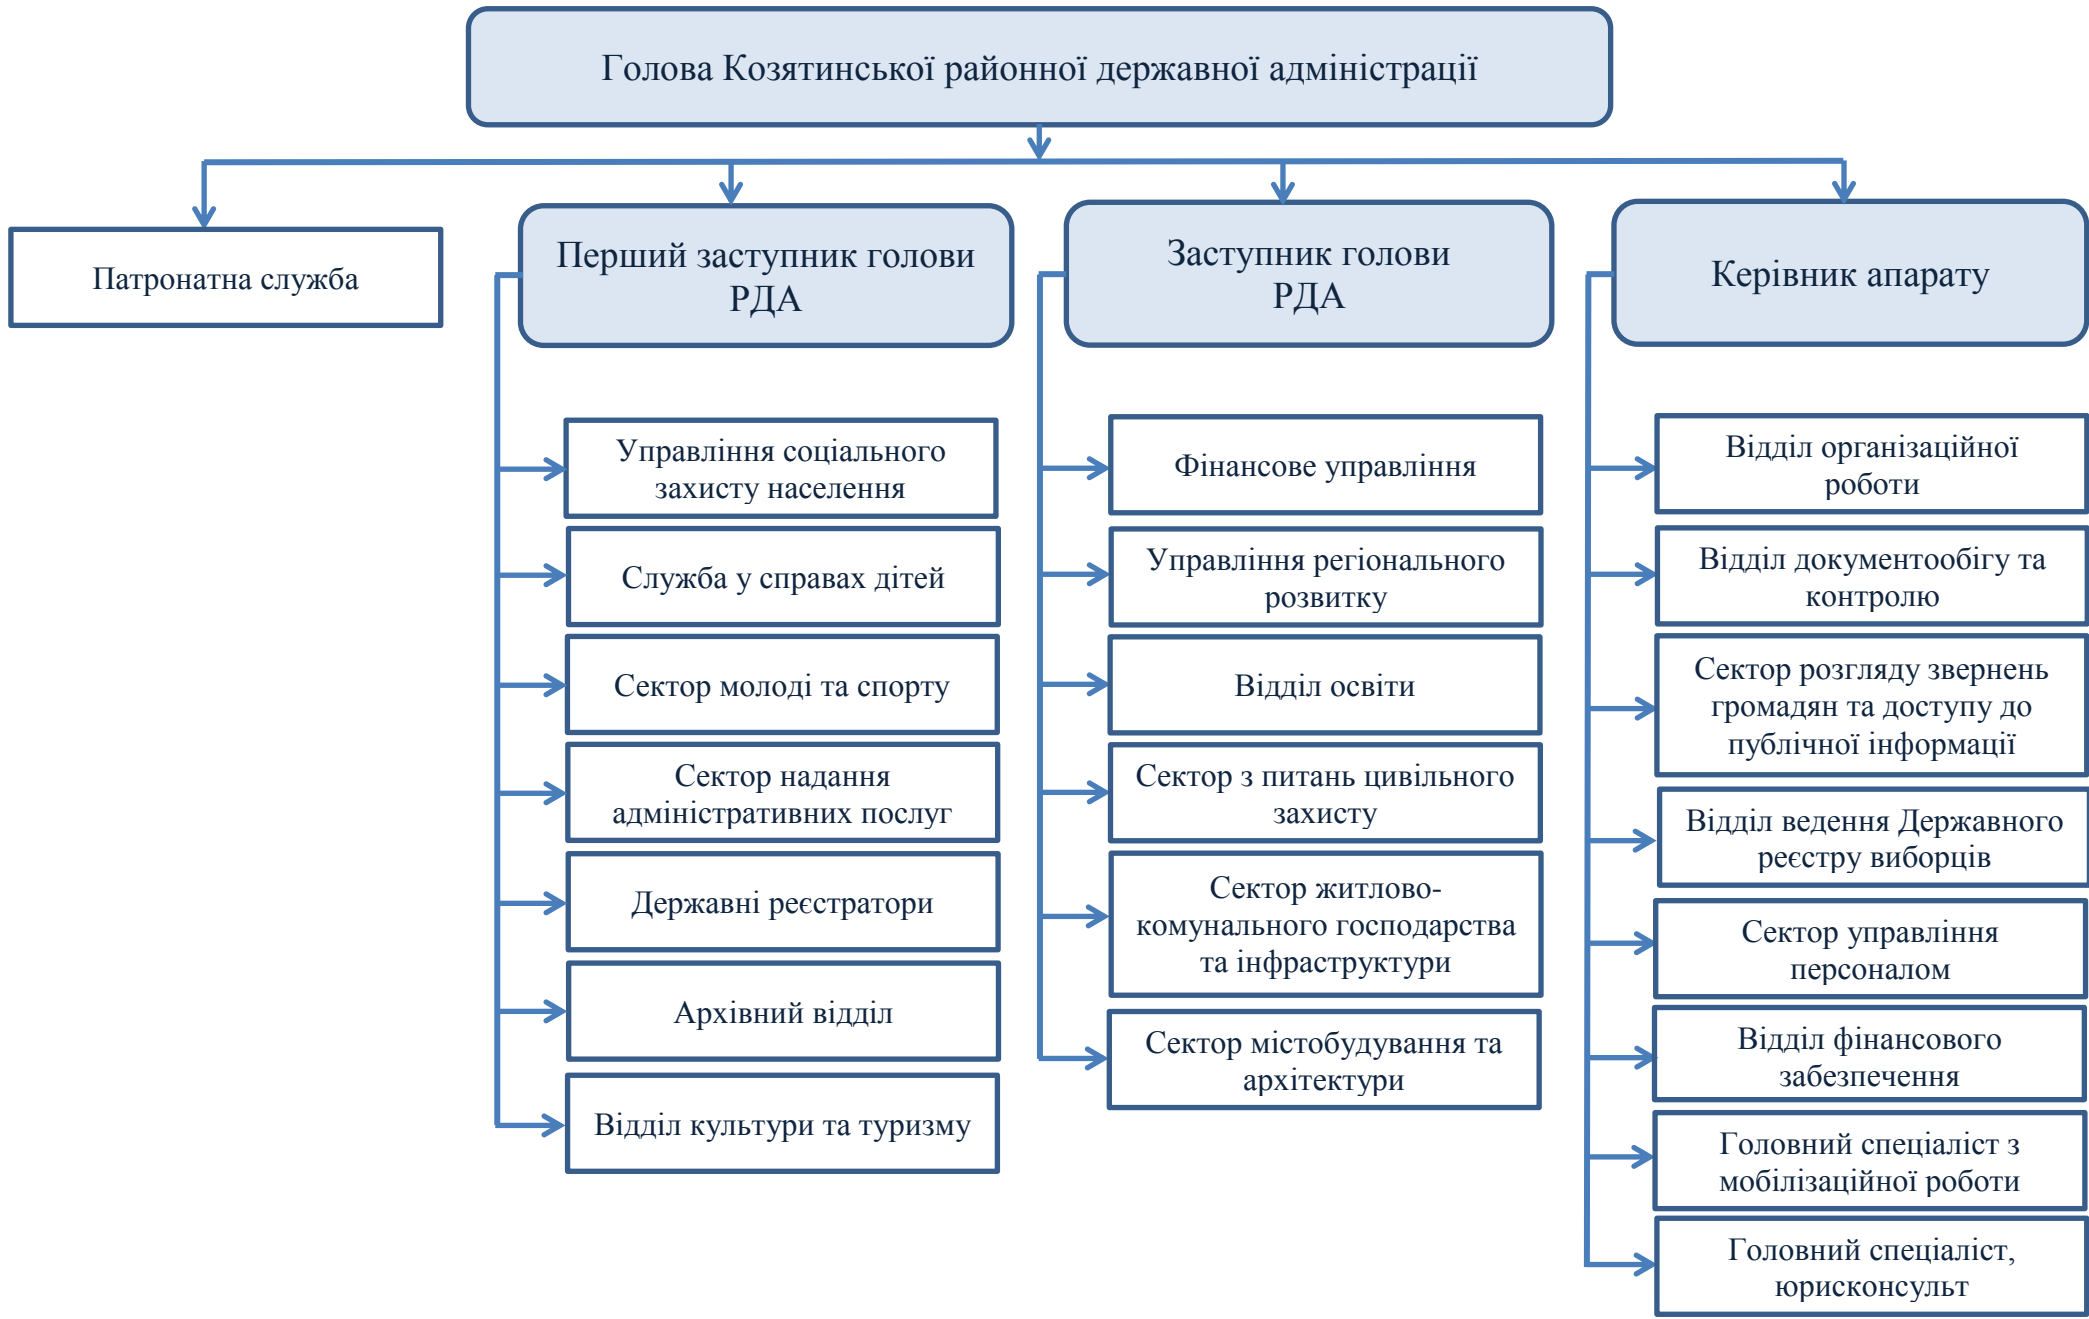 Голова Козятинської районної державної адміністрації
Патронатна служба
Перший заступник голови
РДА
Заступник голови
РДА
Керівник апарату
Управління соціального
захисту населення
Служба у справах дітей
Сектор молоді та спорту
Сектор надання
адміністративних послуг
Державні реєстратори
Архівний відділ
Відділ культури та туризму
Фінансове управління
Управління регіонального
розвитку
Відділ освіти
Сектор з питань цивільного
захисту
Сектор житлово-
комунального господарства
та інфраструктури
Сектор містобудування та
архітектури
Відділ організаційної
роботи
Відділ документообігу та
контролю
Сектор розгляду звернень
громадян та доступу до
публічної інформації
Відділ ведення Державного
реєстру виборців
Сектор управління
персоналом
Відділ фінансового
забезпечення
Головний спеціаліст з
мобілізаційної роботи
Головний спеціаліст,
юрисконсульт